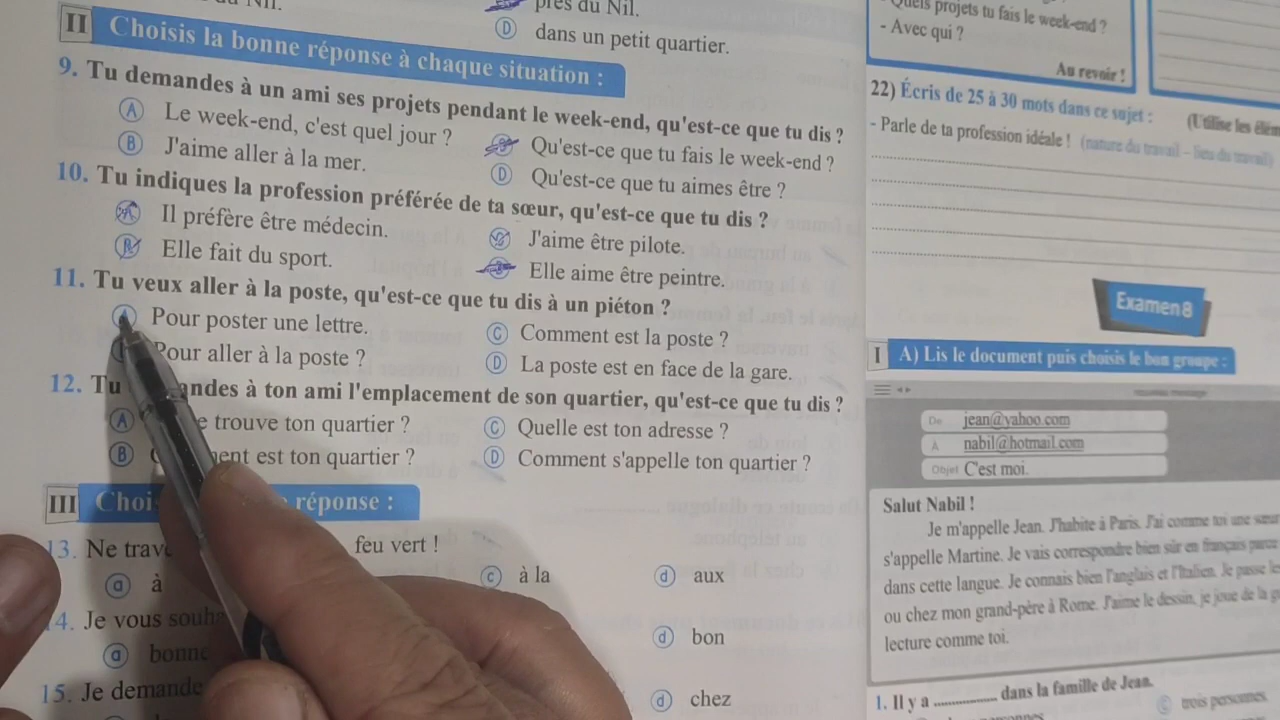 près du Nil.
D dans un petit quartier.
II Choisis la bonne réponse à chaque situation :
9. Tu demandes à un ami ses projets pendant le week-end, qu'est-ce que tu dis ?
A Le week-end, c'est quel jour ?
Qu'est-ce que tu fais le week-end ?
B J'aime aller à la mer.
D Qu'est-ce que tu aimes être ?
10. Tu indiques la profession préférée de ta sœur, qu'est-ce que tu dis ?
A Il préfère être médecin.
J'aime être pilote.
B Elle fait du sport.
Elle aime être peintre.
11. Tu veux aller à la poste, qu'est-ce que tu dis à un piéton ?
A Pour poster une lettre.
C Comment est la poste ?
Pour aller à la poste ?
D La poste est en face de la gare.
12. Tu andes à ton ami l'emplacement de son quartier, qu'est-ce que tu dis ?
A e trouve ton quartier ?
C Quelle est ton adresse ?
B ent est ton quartier ?
D Comment s'appelle ton quartier ?
III Chois réponse :
13. Ne trave feu vert !
a à
c à la
d aux
4. Je vous souh
d bon
a bonne
15. Je demande
d chez
Quels projets tu fais le week-end ?
- Avec qui ?
Au revoir !
22) Écris de 25 à 30 mots dans ce sujet : (Utilise les
- Parle de ta profession idéale ! (nature du travail – lieu du travail)
Examen 8
I A) Lis le document puis choisis le bon groupe :
De jean@yahoo.com
A nabil@hotmail.com
Objet C'est moi.
Salut Nabil !
Je m'appelle Jean. J'habite à Paris. J'ai comme toi une sœur
s'appelle Martine. Je vais correspondre bien sûr en français parce
dans cette langue. Je connais bien l'anglais et l'Italien. Je passe les
ou chez mon grand-père à Rome. J'aime le dessin, je joue de la
lecture comme toi.
1. Il y a ................ dans la famille de Jean.
C trois personnes.